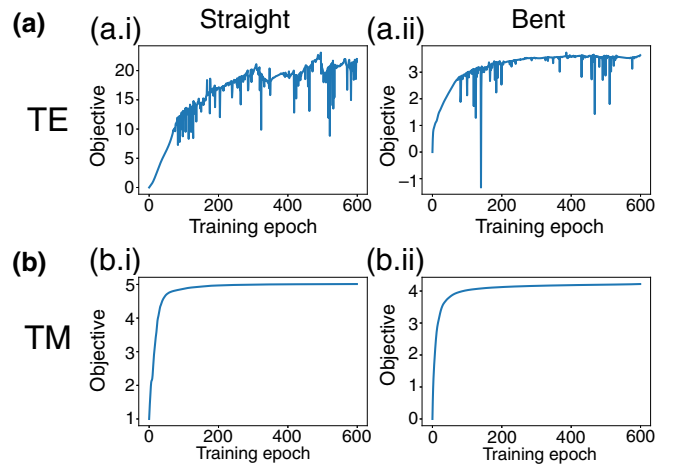 (a) (a.i) Straight (a.ii) Bent
TE
Objective
20
15
10
5
0
0 200 400 600
Training epoch
Objective
3
2
1
0
−1
0 200 400 600
Training epoch
(b) (b.i) (b.ii)
TM
Objective
5
4
3
2
1
0 200 400 600
Training epoch
Objective
4
3
2
1
0
0 200 400 600
Training epoch